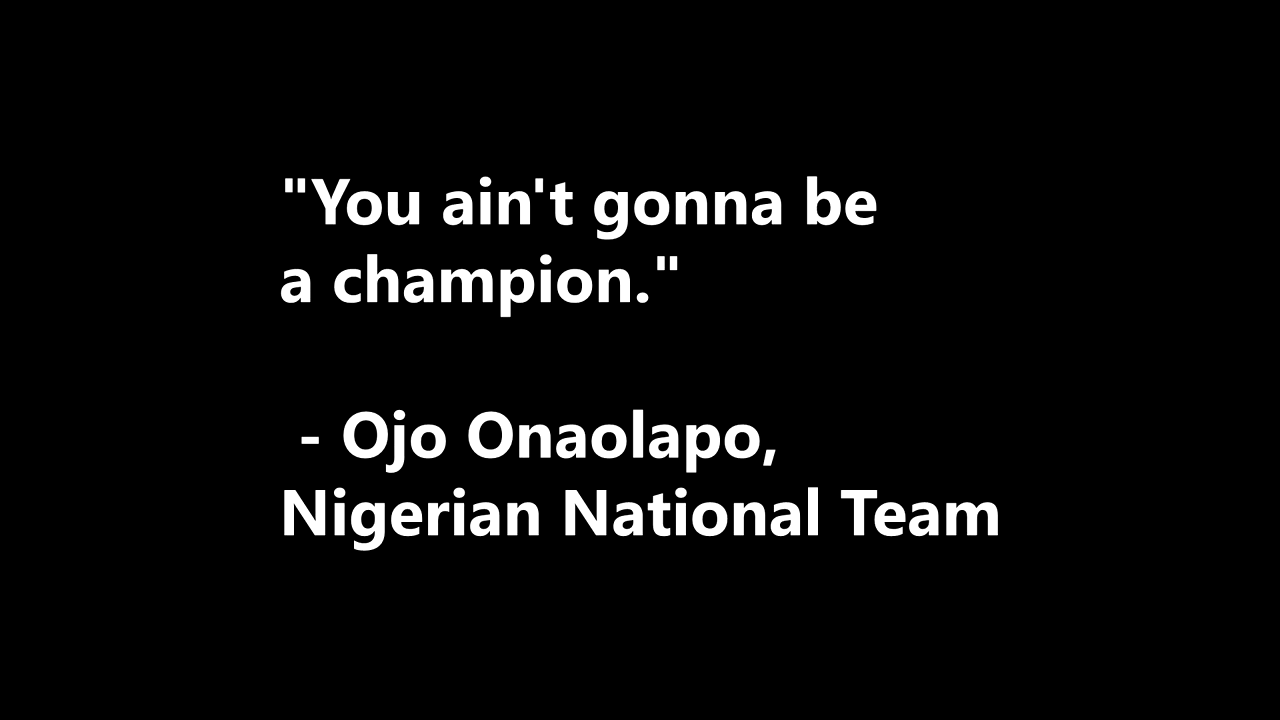 "You ain't gonna be
a champion."
- Ojo Onaolapo,
Nigerian National Team